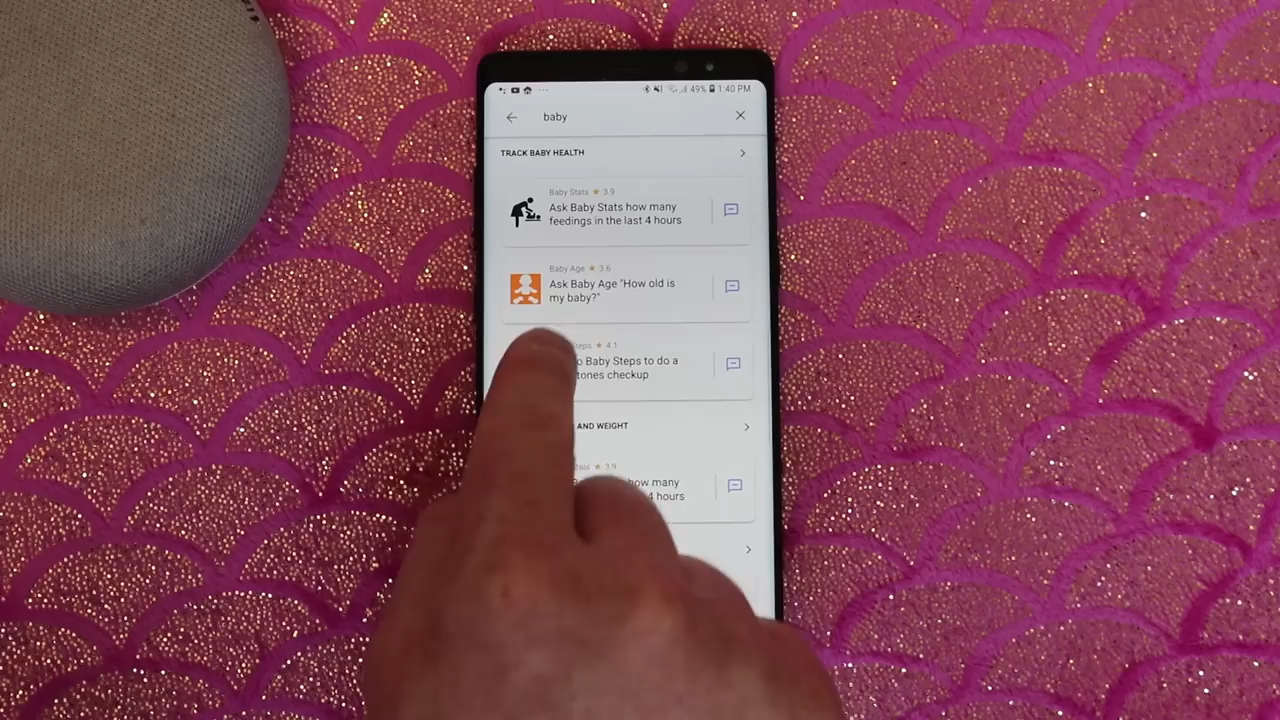 49% 1:40 PM
baby
TRACK BABY HEALTH
Baby Stats ★ 3.9
Ask Baby Stats how many
feedings in the last 4 hours
Baby Age ★ 3.6
Ask Baby Age "How old is
my baby?"
★ 4.1
Baby Steps to do a
checkup
AND WEIGHT
★ 3.9
how many
4 hours